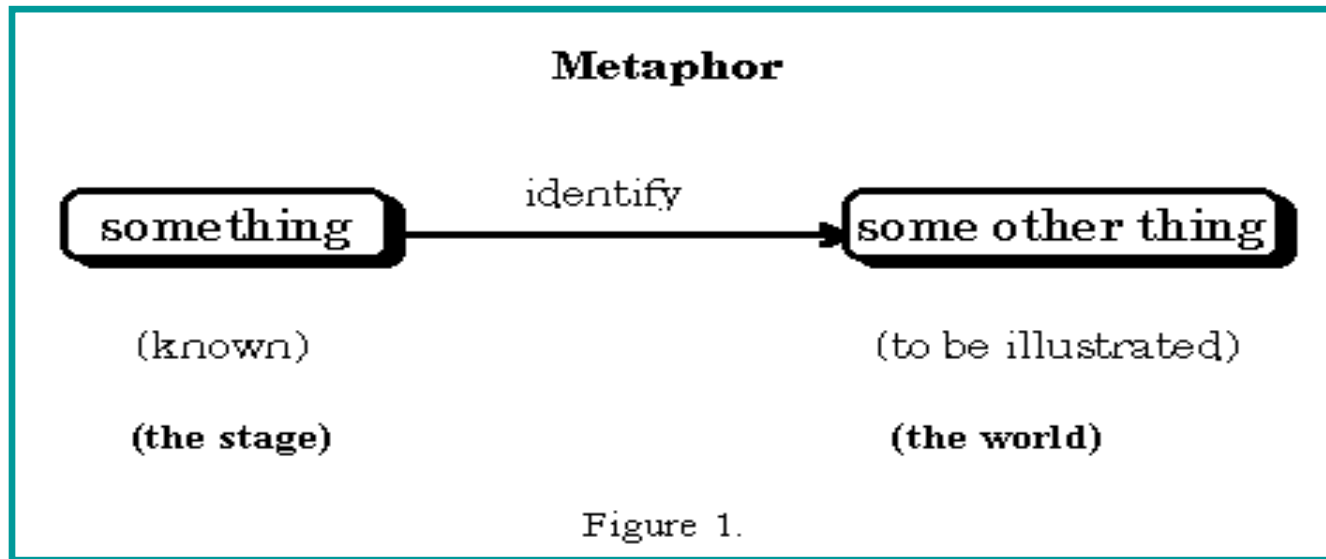 Metaphor
identify
something some other thing
(known) (to be illustrated)
(the stage) (the world)
Figure 1.